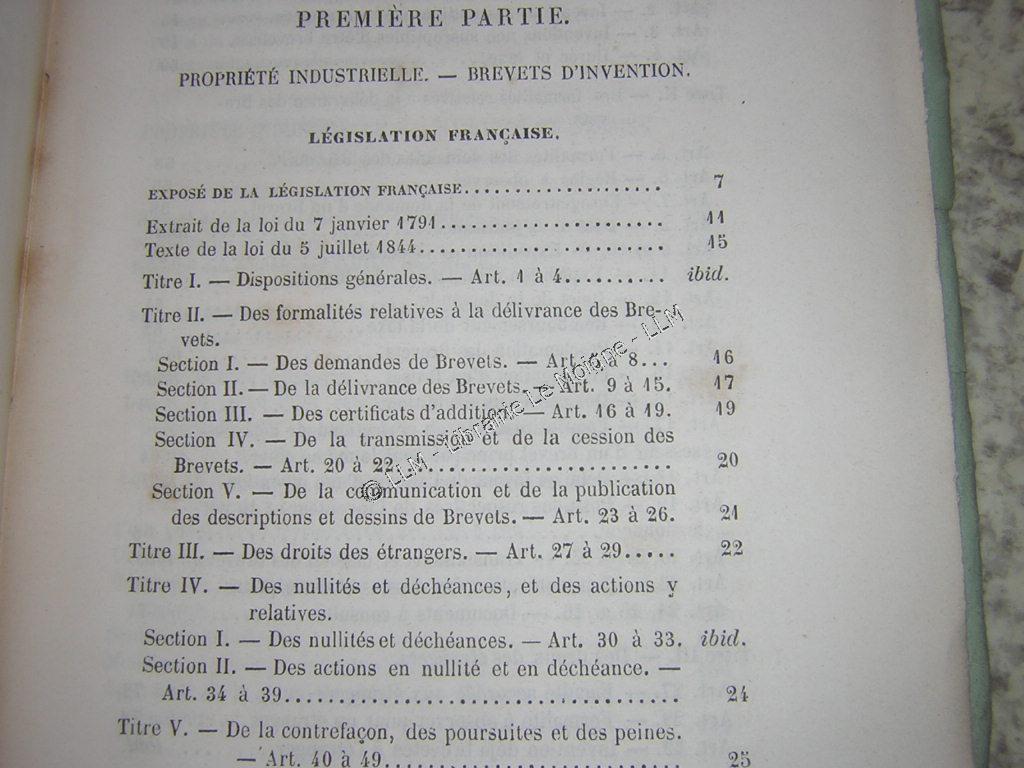 PREMIÈRE PARTIE.
PROPRIÉTÉ INDUSTRIELLE. — BREVETS D'INVENTION.
LÉGISLATION FRANÇAISE.
EXPOSÉ DE LA LÉGISLATION FRANÇAISE.................... 7
Extrait de la loi du 7 janvier 1791........................ 11
Texte de la loi du 5 juillet 1844.......................... 15
Titre I. — Dispositions générales. — Art. 1 à 4.......... ibid.
Titre II. — Des formalités relatives à la délivrance des Bre-
vets.
Section I. — Des demandes de Brevets. — Art. 5 à 8... 16
Section II. — De la délivrance des Brevets. — Art. 9 à 15. 17
Section III. — Des certificats d'addition. — Art. 16 à 19. 19
Section IV. — De la transmission et de la cession des
Brevets. — Art. 20 à 22............................. 20
Section V. — De la communication et de la publication
des descriptions et dessins de Brevets. — Art. 23 à 26. 21
Titre III. — Des droits des étrangers. — Art. 27 à 29..... 22
Titre IV. — Des nullités et déchéances, et des actions y
relatives.
Section I. — Des nullités et déchéances. — Art. 30 à 33. ibid.
Section II. — Des actions en nullité et en déchéance. —
Art. 34 à 39....................................... 24
Titre V. — De la contrefaçon, des poursuites et des peines.
— Art. 40 à 49.................................. 25
© LLM - Librairie Le Moigne - LLM